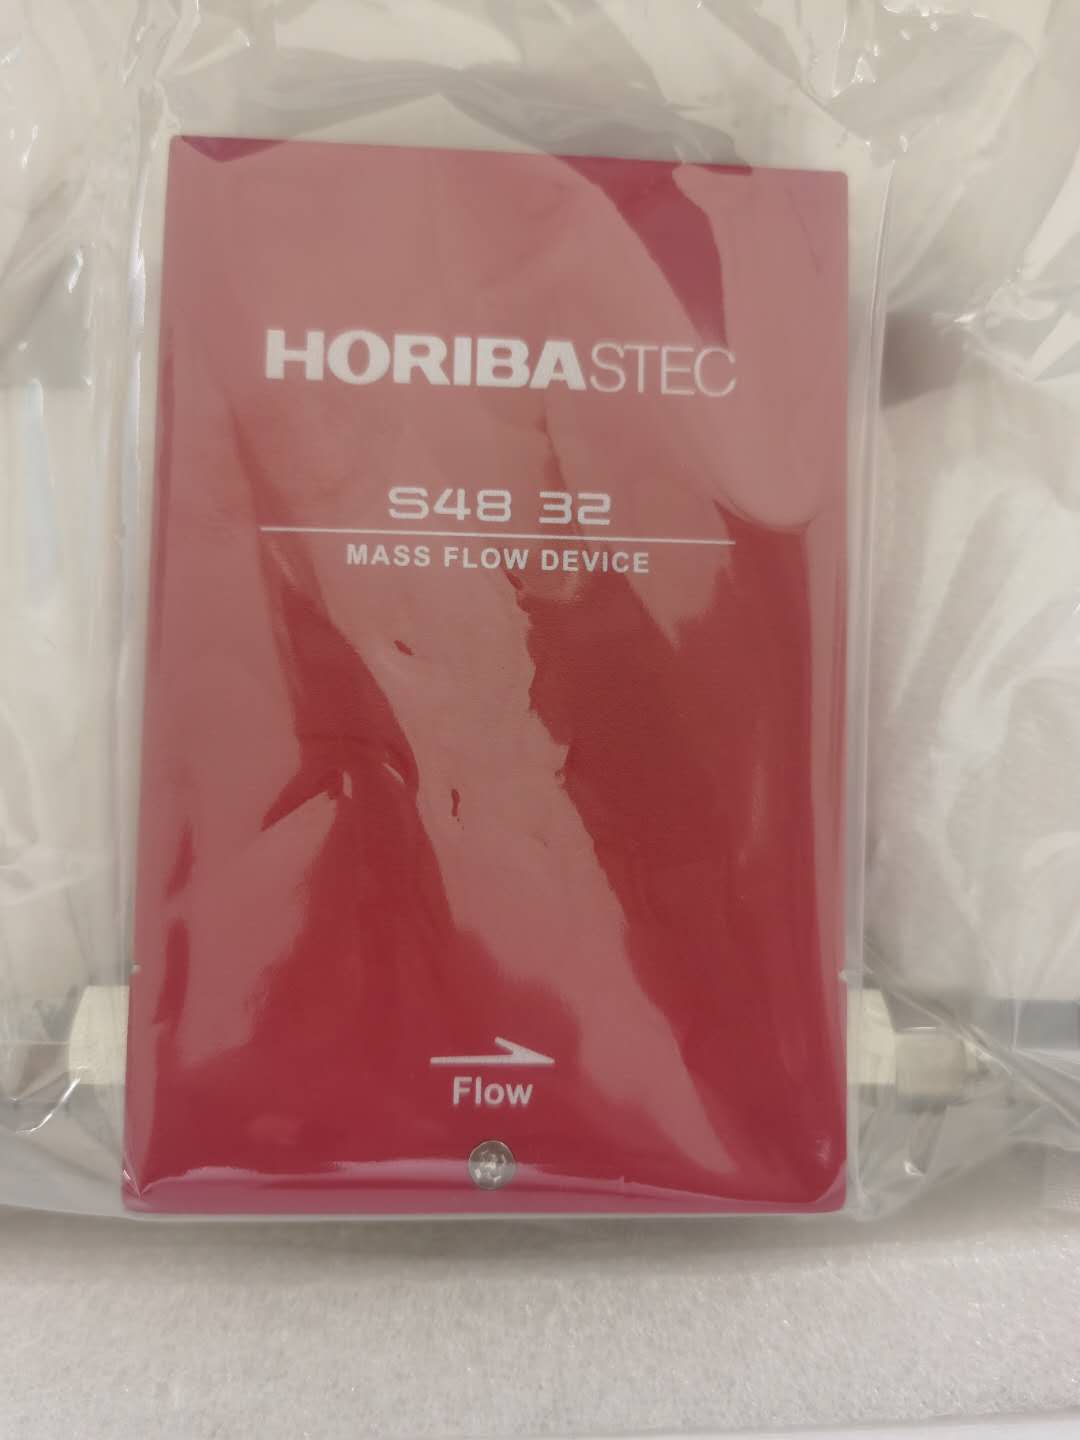 HORIBASTEC
S48 32
MASS FLOW DEVICE
Flow